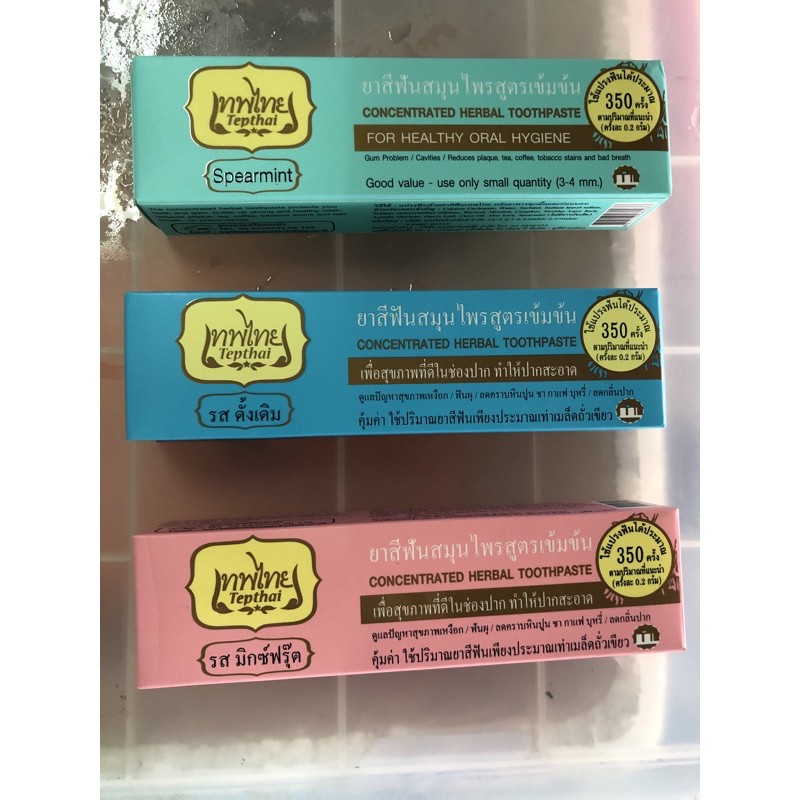 เทพไทย
Tepthai
Spearmint
ยาสีฟันสมุนไพรสูตรเข้มข้น
CONCENTRATED HERBAL TOOTHPASTE
FOR HEALTHY ORAL HYGIENE
Gum Problem / Cavities / Reduces plaque, tea, coffee, tobacco stains and bad breath
Good value - use only small quantity (3-4 mm.)
ใช้แปรงฟันได้ประมาณ
350 ครั้ง
ตามปริมาณที่แนะนำ
(ครั้งละ 0.2 กรัม)
เทพไทย
Tepthai
รส ดั้งเดิม
ยาสีฟันสมุนไพรสูตรเข้มข้น
CONCENTRATED HERBAL TOOTHPASTE
เพื่อสุขภาพที่ดีในช่องปาก ทำให้ปากสะอาด
ดูแลปัญหาสุขภาพเหงือก / ฟันผุ / ลดคราบหินปูน ชา กาแฟ บุหรี่ / ลดกลิ่นปาก
คุ้มค่า ใช้ปริมาณยาสีฟันเพียงประมาณเท่าเมล็ดถั่วเขียว
ใช้แปรงฟันได้ประมาณ
350 ครั้ง
ตามปริมาณที่แนะนำ
(ครั้งละ 0.2 กรัม)
เทพไทย
Tepthai
รส มิกซ์ฟรุ๊ต
ยาสีฟันสมุนไพรสูตรเข้มข้น
CONCENTRATED HERBAL TOOTHPASTE
เพื่อสุขภาพที่ดีในช่องปาก ทำให้ปากสะอาด
ดูแลปัญหาสุขภาพเหงือก / ฟันผุ / ลดคราบหินปูน ชา กาแฟ บุหรี่ / ลดกลิ่นปาก
คุ้มค่า ใช้ปริมาณยาสีฟันเพียงประมาณเท่าเมล็ดถั่วเขียว
ใช้แปรงฟันได้ประมาณ
350 ครั้ง
ตามปริมาณที่แนะนำ
(ครั้งละ 0.2 กรัม)